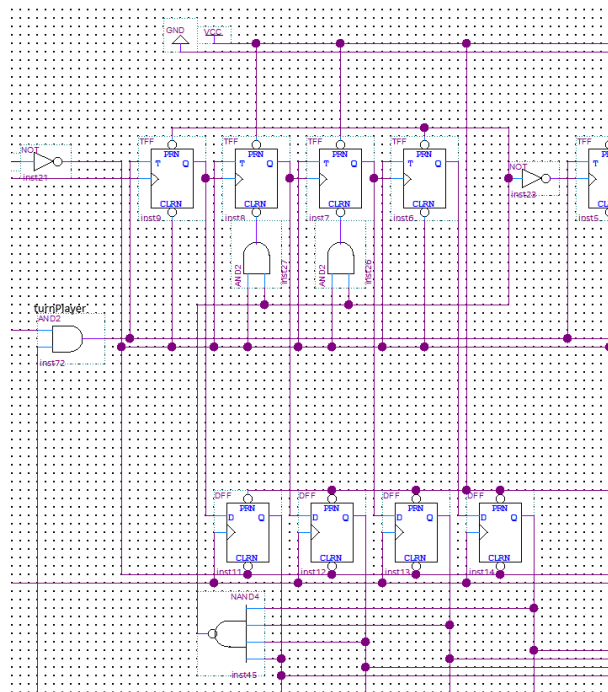 GND
VCC
NOT
inst21
TFF
PRN
T Q
CLRN
inst9
TFF
PRN
T Q
CLRN
inst8
TFF
PRN
T Q
CLRN
inst7
TFF
PRN
T Q
CLRN
inst6
NOT
inst23
TFF
PRN
T
CLRN
inst5
AND2
inst27
AND2
inst26
turnPlayer
AND2
inst72
DFF
PRN
D Q
CLRN
inst11
DFF
PRN
D Q
CLRN
inst12
DFF
PRN
D Q
CLRN
inst13
DFF
PRN
D Q
CLRN
inst14
NAND4
inst45